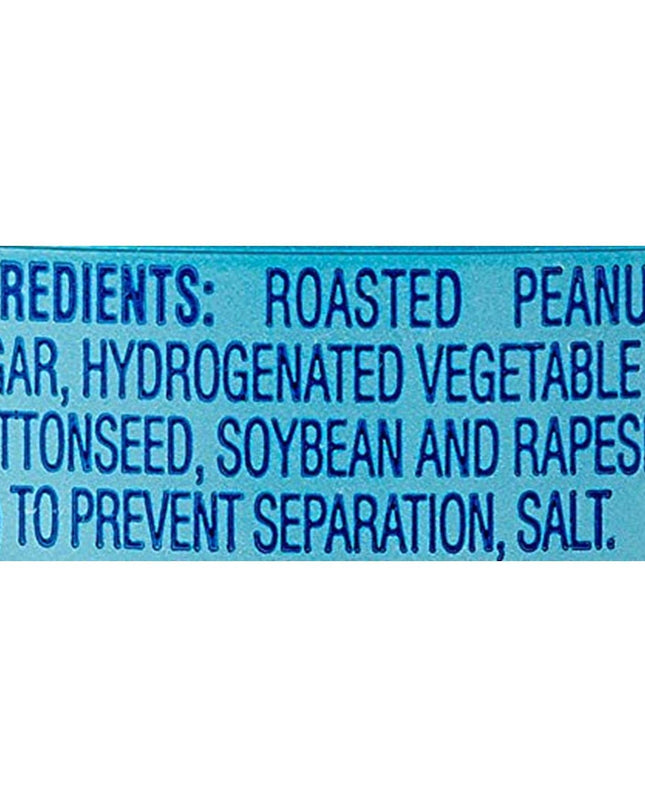 REDIENTS: ROASTED PEANU
GAR, HYDROGENATED VEGETABLE
TTONSEED, SOYBEAN AND RAPES
TO PREVENT SEPARATION, SALT.